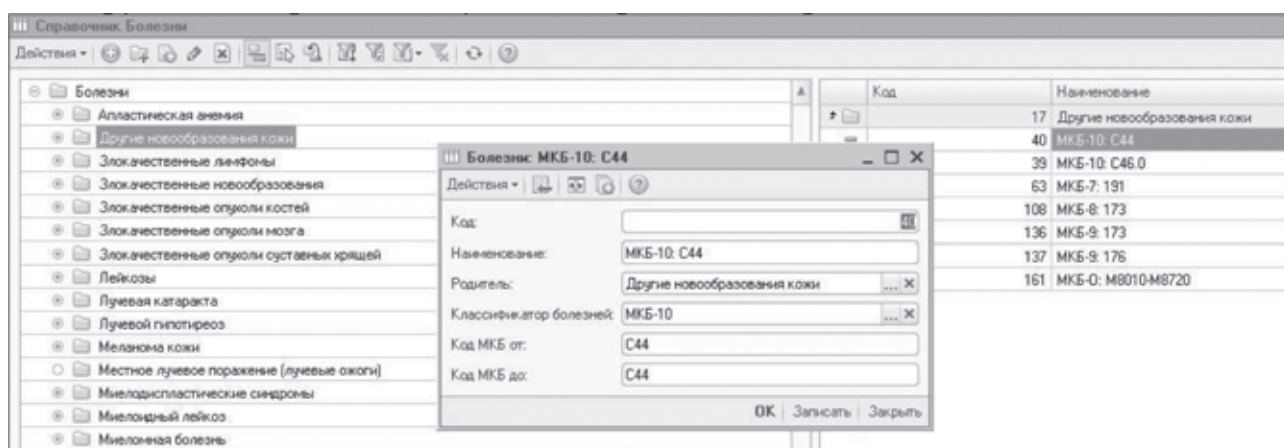 Справочник Болезни
Действия
Болезни
Апластическая анемия
Другие новообразования кожи
Злокачественные лимфомы
Злокачественные новообразования
Злокачественные опухоли костей
Злокачественные опухоли мозга
Злокачественные опухоли суставных хрящей
Лейкозы
Лучевая катаракта
Лучевой гипотиреоз
Меланома кожи
Местное лучевое поражение (лучевые ожоги)
Миелодиспластические синдромы
Миелоидный лейкоз
Миеломная болезнь
Болезни: МКБ-10: C44
Действия
Код:
Наименование: МКБ-10: C44
Родитель: Другие новообразования кожи ... ×
Классификатор болезней: МКБ-10 ... ×
Код МКБ от: C44
Код МКБ до: C44
OK Записать Закрыть
Код Наименование
17 Другие новообразования кожи
40 МКБ-10: C44
39 МКБ-10: C46.0
63 МКБ-7: 191
108 МКБ-8: 173
136 МКБ-9: 173
137 МКБ-9: 176
161 МКБ-О: M8010-M8720